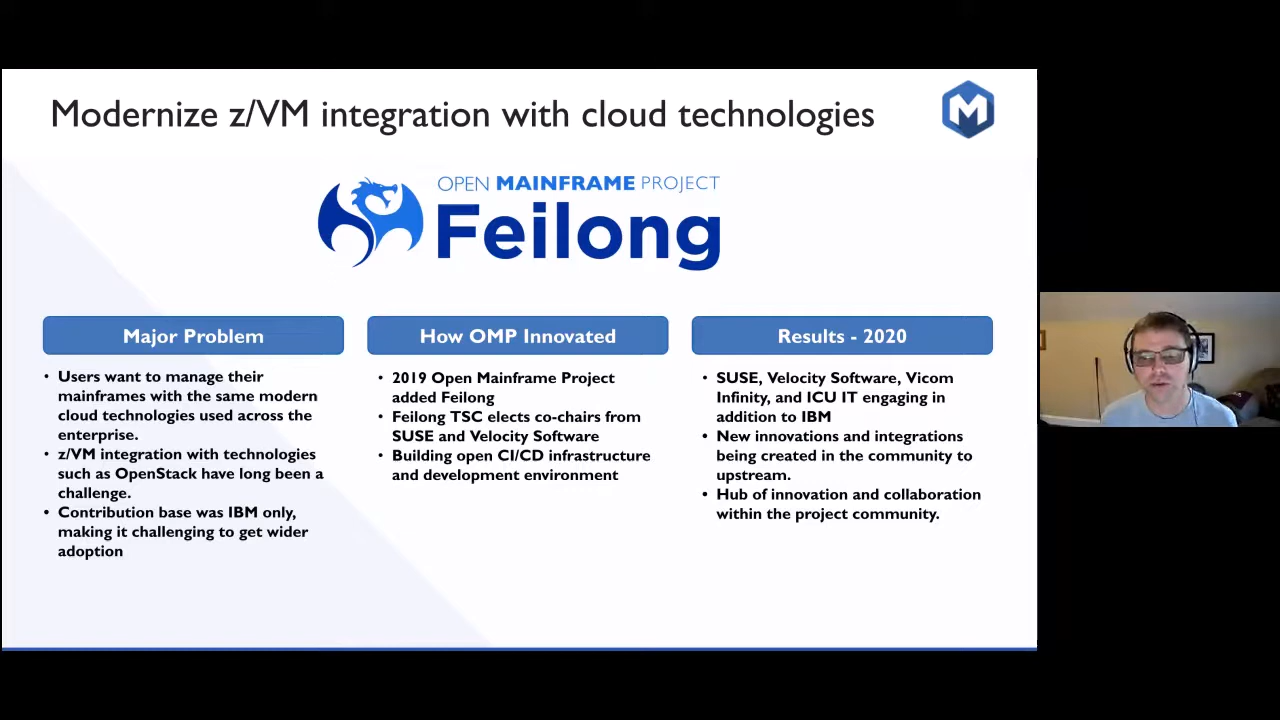 Modernize z/VM integration with cloud technologies
M
OPEN MAINFRAME PROJECT
Feilong
Major Problem
• Users want to manage their
mainframes with the same modern
cloud technologies used across the
enterprise.
• z/VM integration with technologies
such as OpenStack have long been a
challenge.
• Contribution base was IBM only,
making it challenging to get wider
adoption
How OMP Innovated
• 2019 Open Mainframe Project
added Feilong
• Feilong TSC elects co-chairs from
SUSE and Velocity Software
• Building open CI/CD infrastructure
and development environment
Results - 2020
• SUSE, Velocity Software, Vicom
Infinity, and ICU IT engaging in
addition to IBM
• New innovations and integrations
being created in the community to
upstream.
• Hub of innovation and collaboration
within the project community.